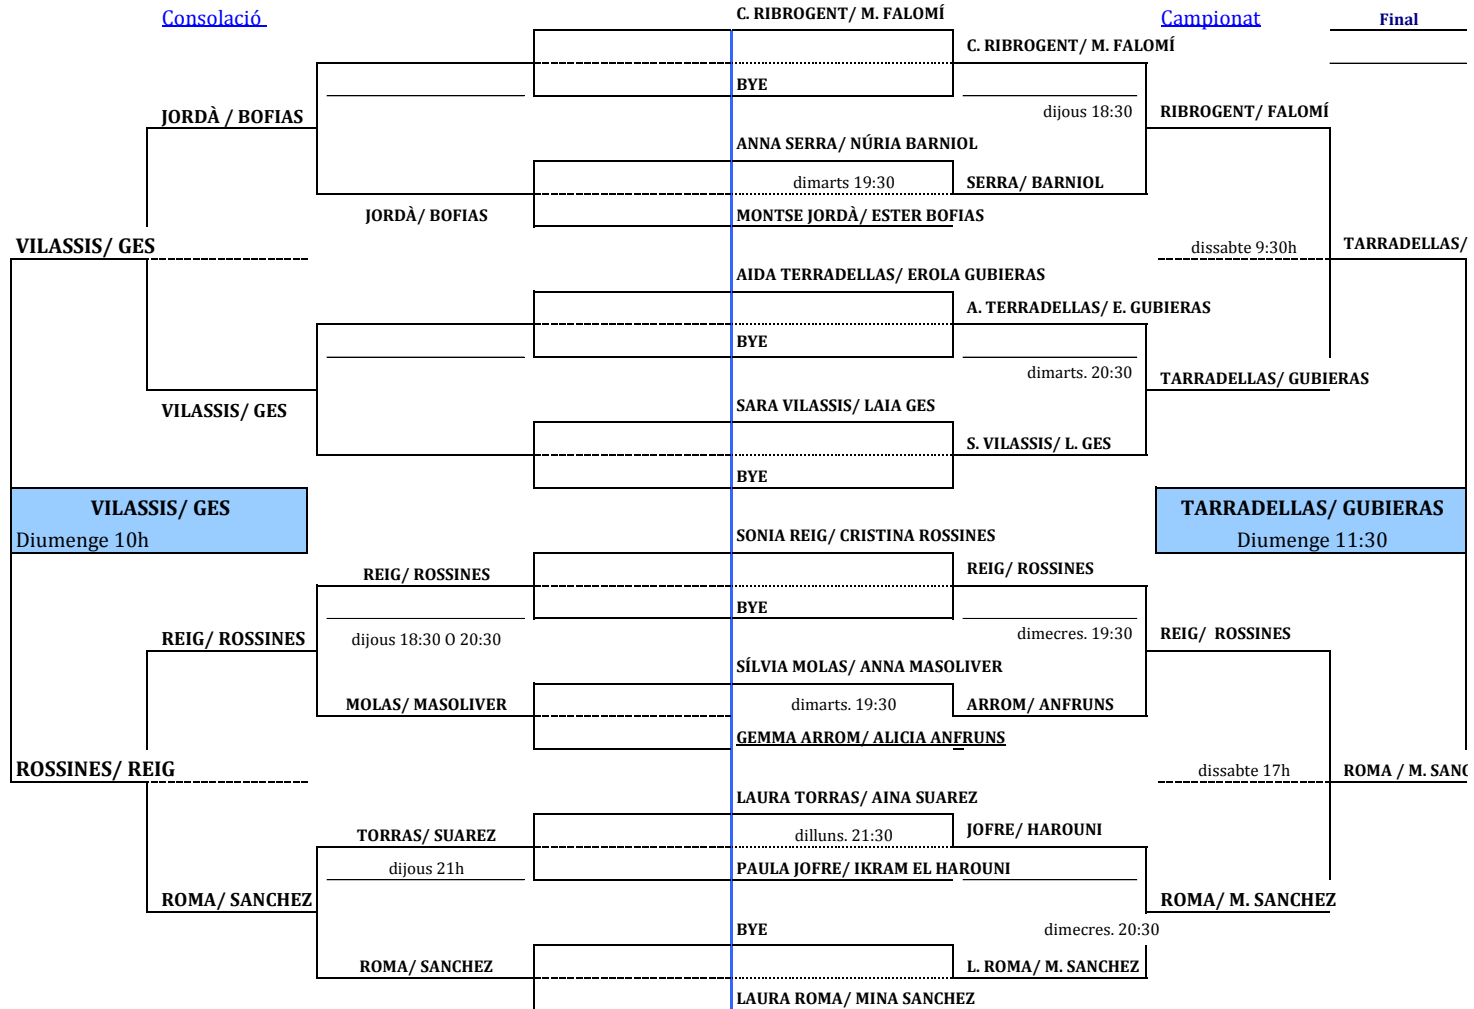 Consolació
C. RIBROGENT/ M. FALOMÍ
Campionat
Final
C. RIBROGENT/ M. FALOMÍ
BYE
JORDÀ / BOFIAS
dijous 18:30
RIBROGENT/ FALOMÍ
ANNA SERRA/ NÚRIA BARNIOL
dimarts 19:30
SERRA/ BARNIOL
JORDÀ/ BOFIAS
MONTSE JORDÀ/ ESTER BOFIAS
VILASSIS/ GES
dissabte 9:30h
TARRADELLAS/
AIDA TERRADELLAS/ EROLA GUBIERAS
A. TERRADELLAS/ E. GUBIERAS
BYE
dimarts. 20:30
TARRADELLAS/ GUBIERAS
VILASSIS/ GES
SARA VILASSIS/ LAIA GES
S. VILASSIS/ L. GES
BYE
VILASSIS/ GES
TARRADELLAS/ GUBIERAS
Diumenge 10h
Diumenge 11:30
SONIA REIG/ CRISTINA ROSSINES
REIG/ ROSSINES
REIG/ ROSSINES
BYE
REIG/ ROSSINES
dijous 18:30 O 20:30
dimecres. 19:30
REIG/ ROSSINES
SÍLVIA MOLAS/ ANNA MASOLIVER
MOLAS/ MASOLIVER
dimarts. 19:30
ARROM/ ANFRUNS
GEMMA ARROM/ ALICIA ANFRUNS
ROSSINES/ REIG
dissabte 17h
ROMA / M. SANC
LAURA TORRAS/ AINA SUAREZ
TORRAS/ SUAREZ
dilluns. 21:30
JOFRE/ HAROUNI
dijous 21h
PAULA JOFRE/ IKRAM EL HAROUNI
ROMA/ SANCHEZ
ROMA/ M. SANCHEZ
BYE
dimecres. 20:30
ROMA/ SANCHEZ
L. ROMA/ M. SANCHEZ
LAURA ROMA/ MINA SANCHEZ